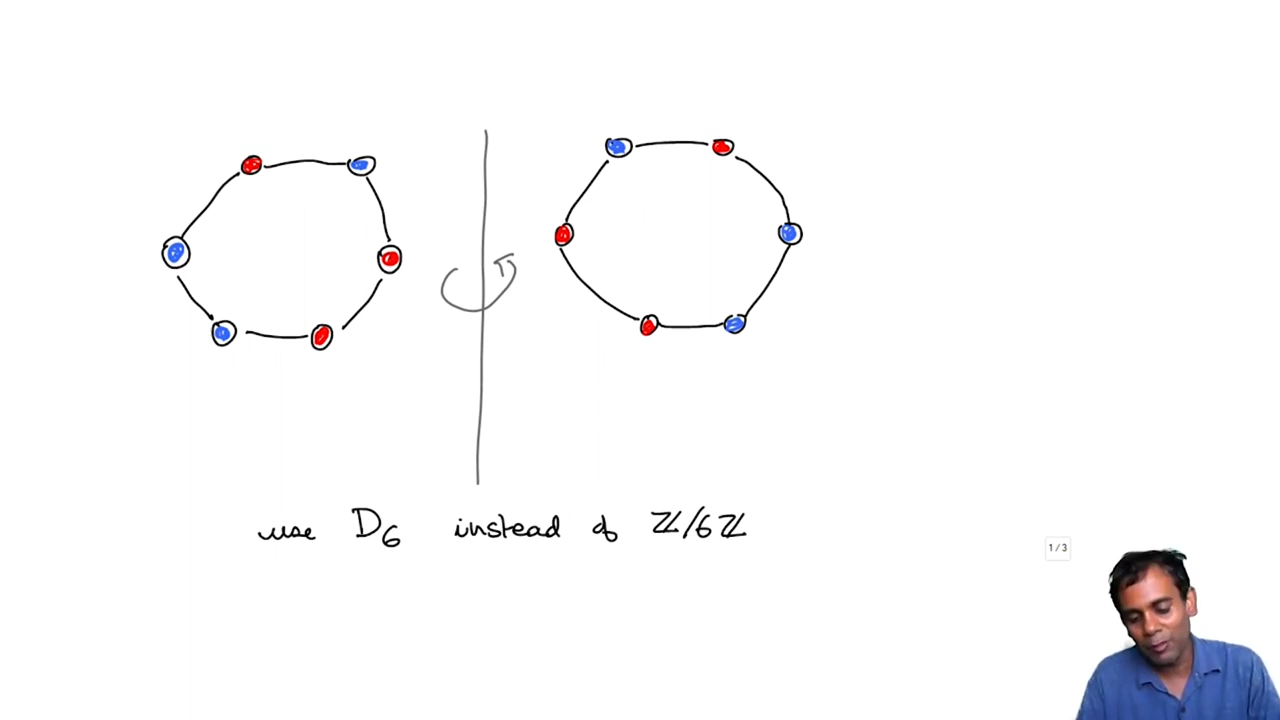 use D₆ instead of ℤ/6ℤ
1/3